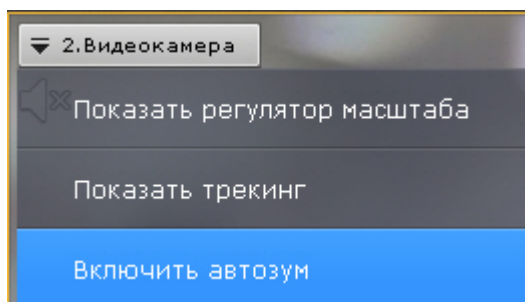 2.Видеокамера
Показать регулятор масштаба
Показать трекинг
Включить автозум